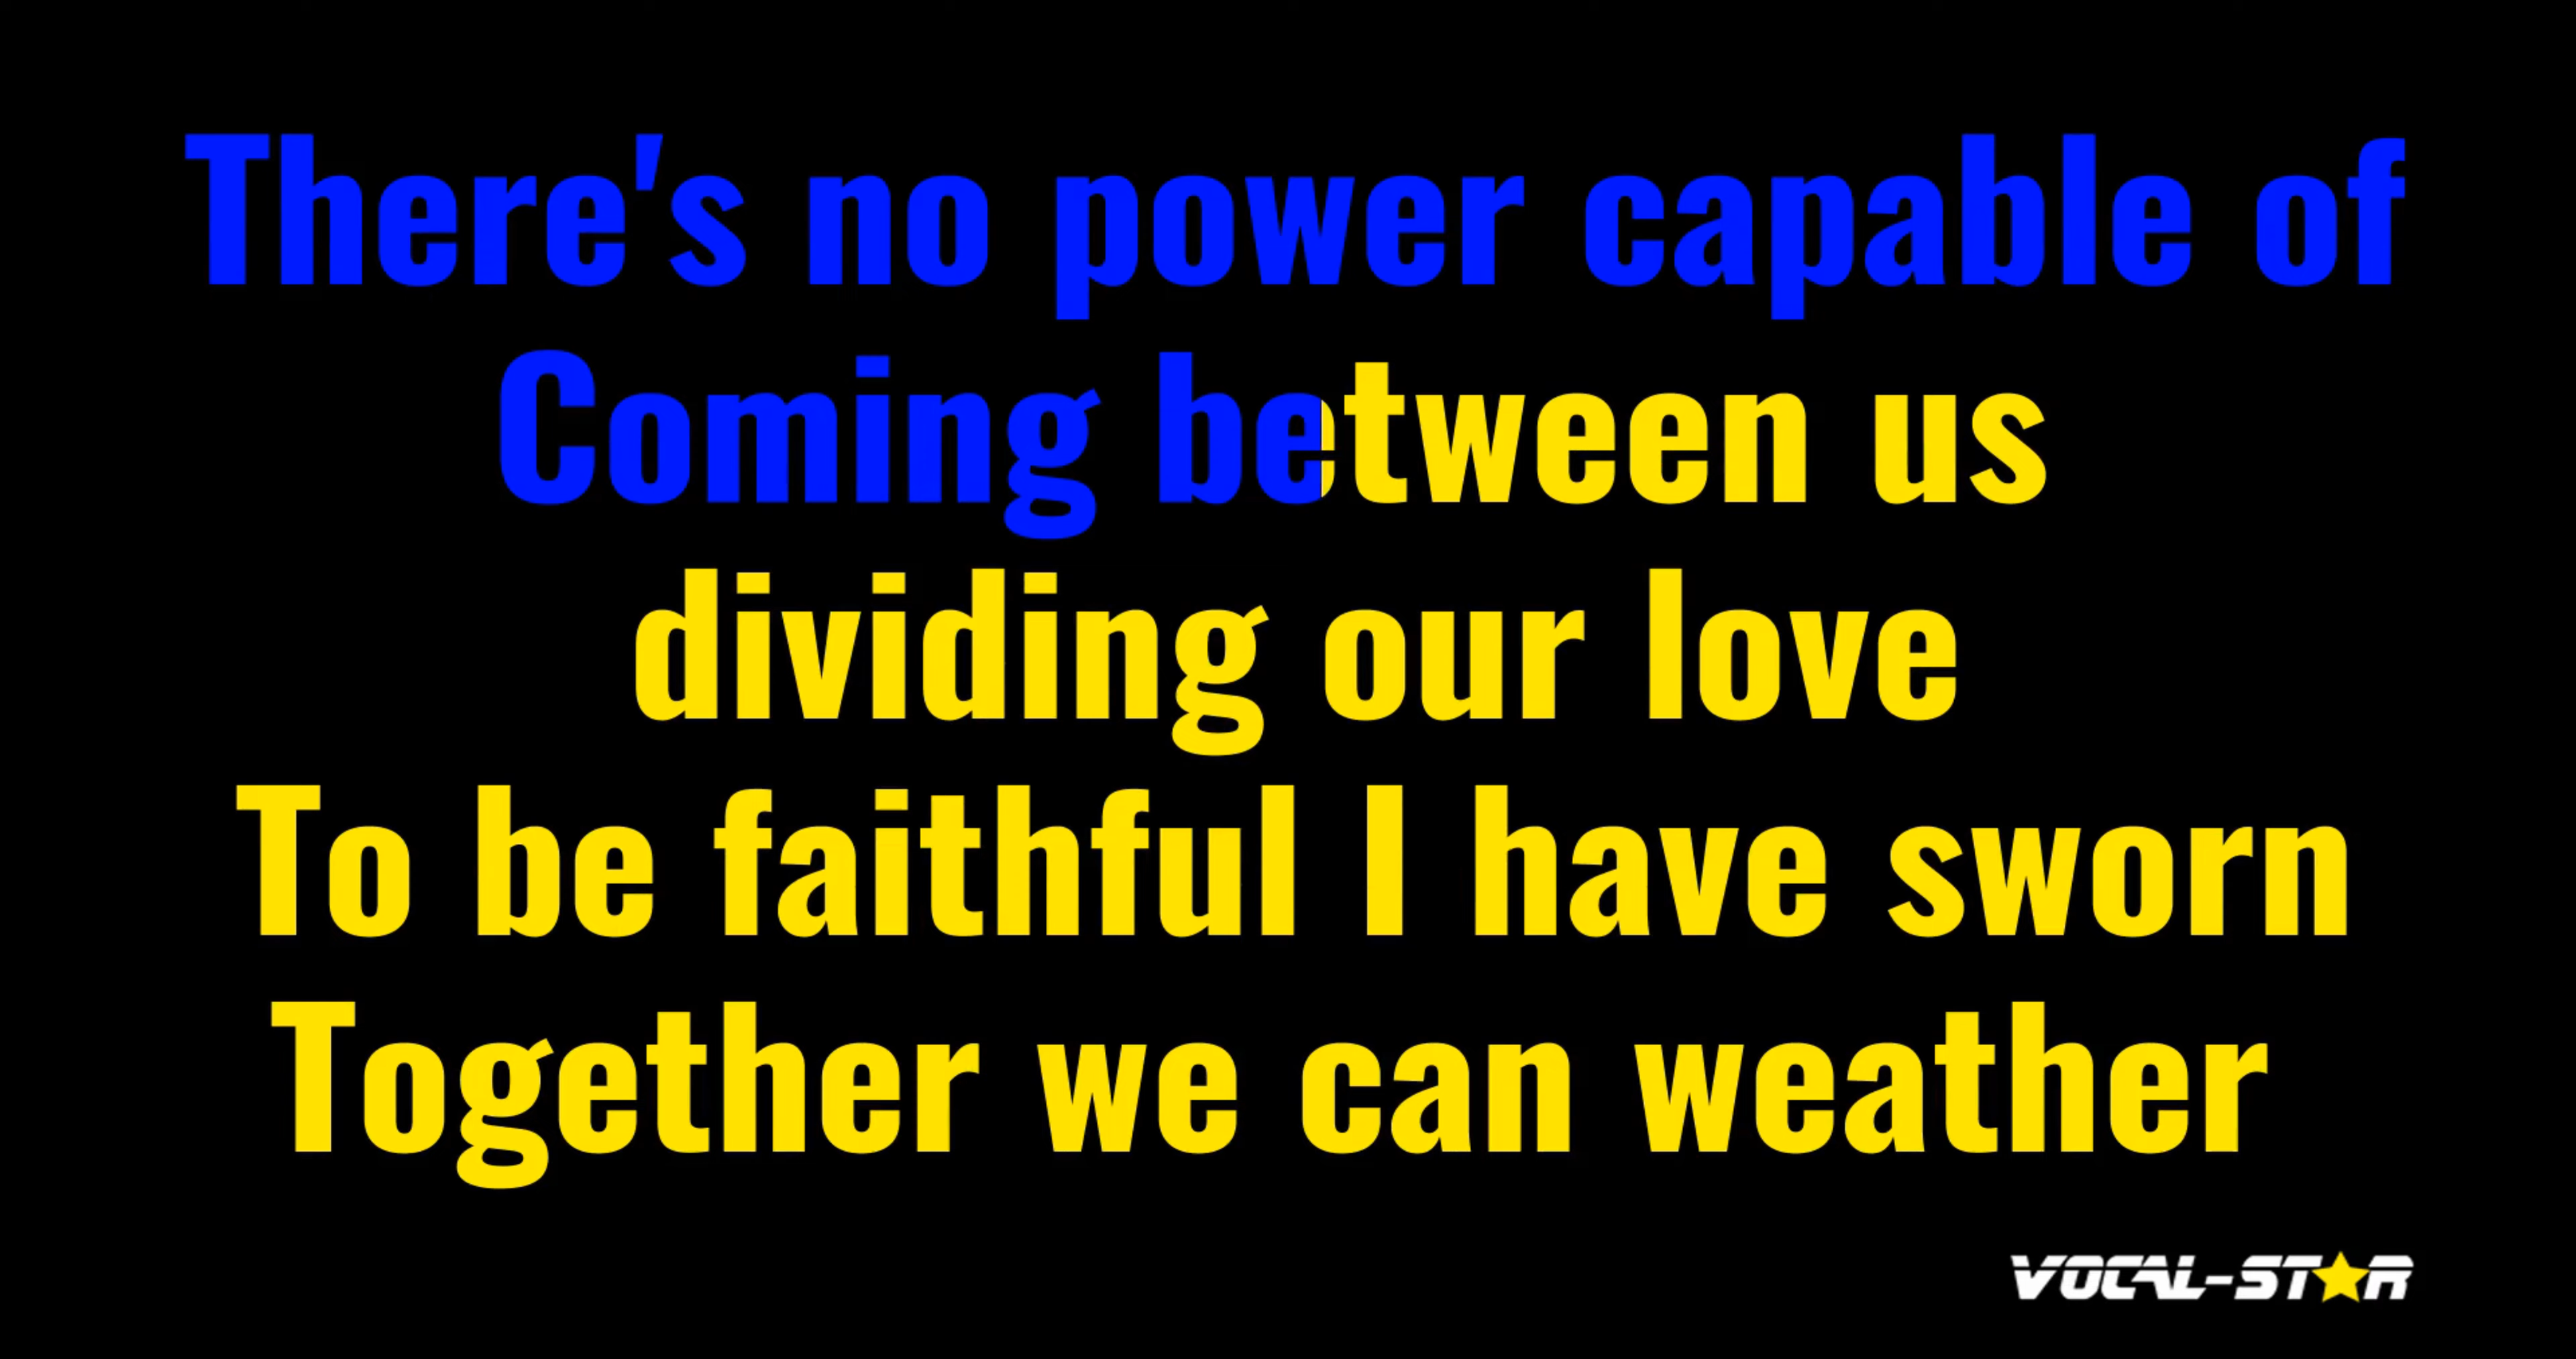 There's no power capable of
Coming between us
dividing our love
To be faithful I have sworn
Together we can weather
VOCAL-STAR